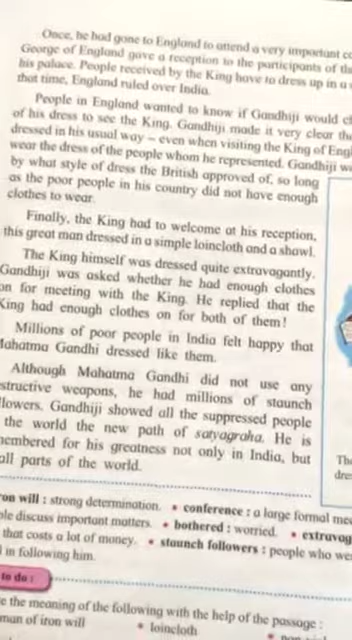 Once, he had gone to England to attend a very important
George of England gave a reception to the participants of
his palace. People received by the King have to dress up in a
that time, England ruled over India.
People in England wanted to know if Gandhiji would
of his dress to see the King. Gandhiji made it very clear
dressed in his usual way – even when visiting the King of
wear the dress of the people whom he represented. Gandhiji
by what style of dress the British approved of, so long
as the poor people in his country did not have enough
clothes to wear.
Finally, the King had to welcome at his reception,
this great man dressed in a simple loincloth and a shawl.
The King himself was dressed quite extravagantly.
Gandhiji was asked whether he had enough clothes
on for meeting with the King. He replied that the
King had enough clothes on for both of them!
Millions of poor people in India felt happy that
Mahatma Gandhi dressed like them.
Although Mahatma Gandhi did not use any
structive weapons, he had millions of staunch
llowers. Gandhiji showed all the suppressed people
the world the new path of satyagraha. He is
membered for his greatness not only in India, but
all parts of the world.
The
dres
on will : strong determination. • conference : a large formal
ple discuss important matters. • bothered : worried. • extravag
that costs a lot of money. • staunch followers : people who
in following him.
to do :
the meaning of the following with the help of the passage :
man of iron will • loincloth